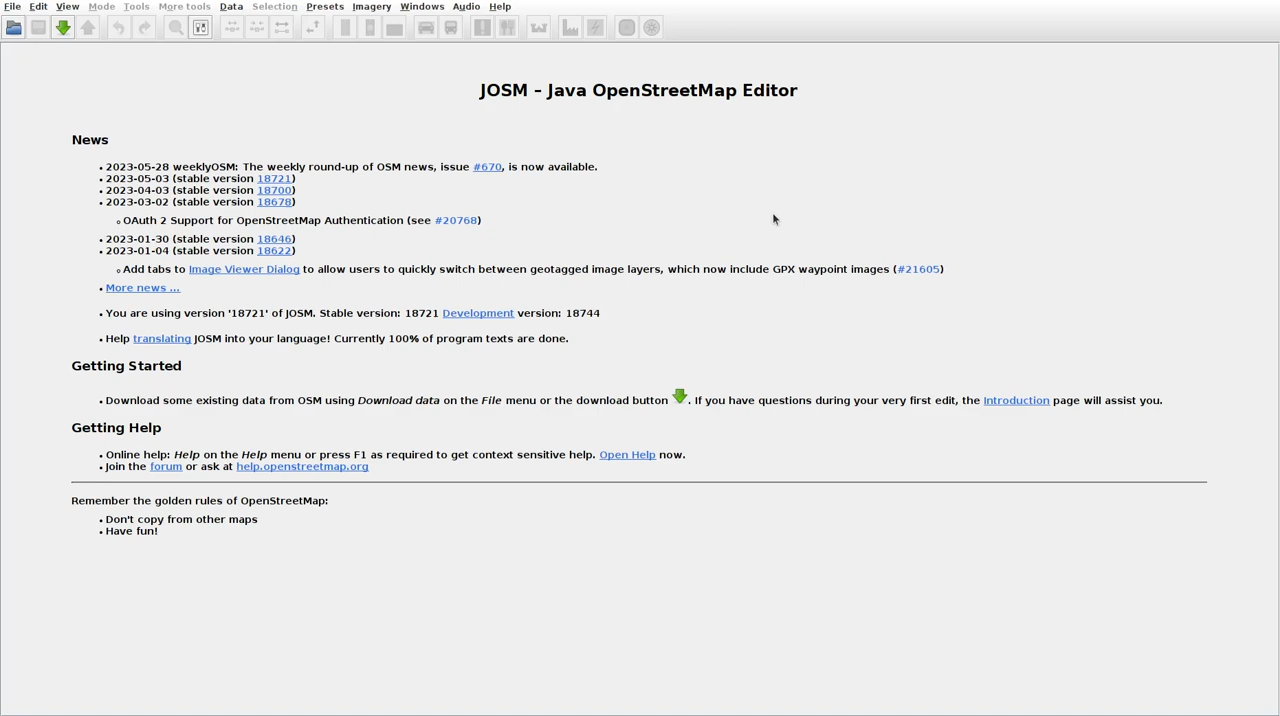 File Edit View Mode Tools More tools Data Selection Presets Imagery Windows Audio Help
JOSM – Java OpenStreetMap Editor
News
2023-05-28 weeklyOSM: The weekly round-up of OSM news, issue #670, is now available.
2023-05-03 (stable version 18721)
2023-04-03 (stable version 18700)
2023-03-02 (stable version 18678)
OAuth 2 Support for OpenStreetMap Authentication (see #20768)
2023-01-30 (stable version 18646)
2023-01-04 (stable version 18622)
Add tabs to Image Viewer Dialog to allow users to quickly switch between geotagged image layers, which now include GPX waypoint images (#21605)
More news ...
You are using version '18721' of JOSM. Stable version: 18721 Development version: 18744
Help translating JOSM into your language! Currently 100% of program texts are done.
Getting Started
Download some existing data from OSM using Download data on the File menu or the download button . If you have questions during your very first edit, the Introduction page will assist you.
Getting Help
Online help: Help on the Help menu or press F1 as required to get context sensitive help. Open Help now.
Join the forum or ask at help.openstreetmap.org
Remember the golden rules of OpenStreetMap:
Don't copy from other maps
Have fun!